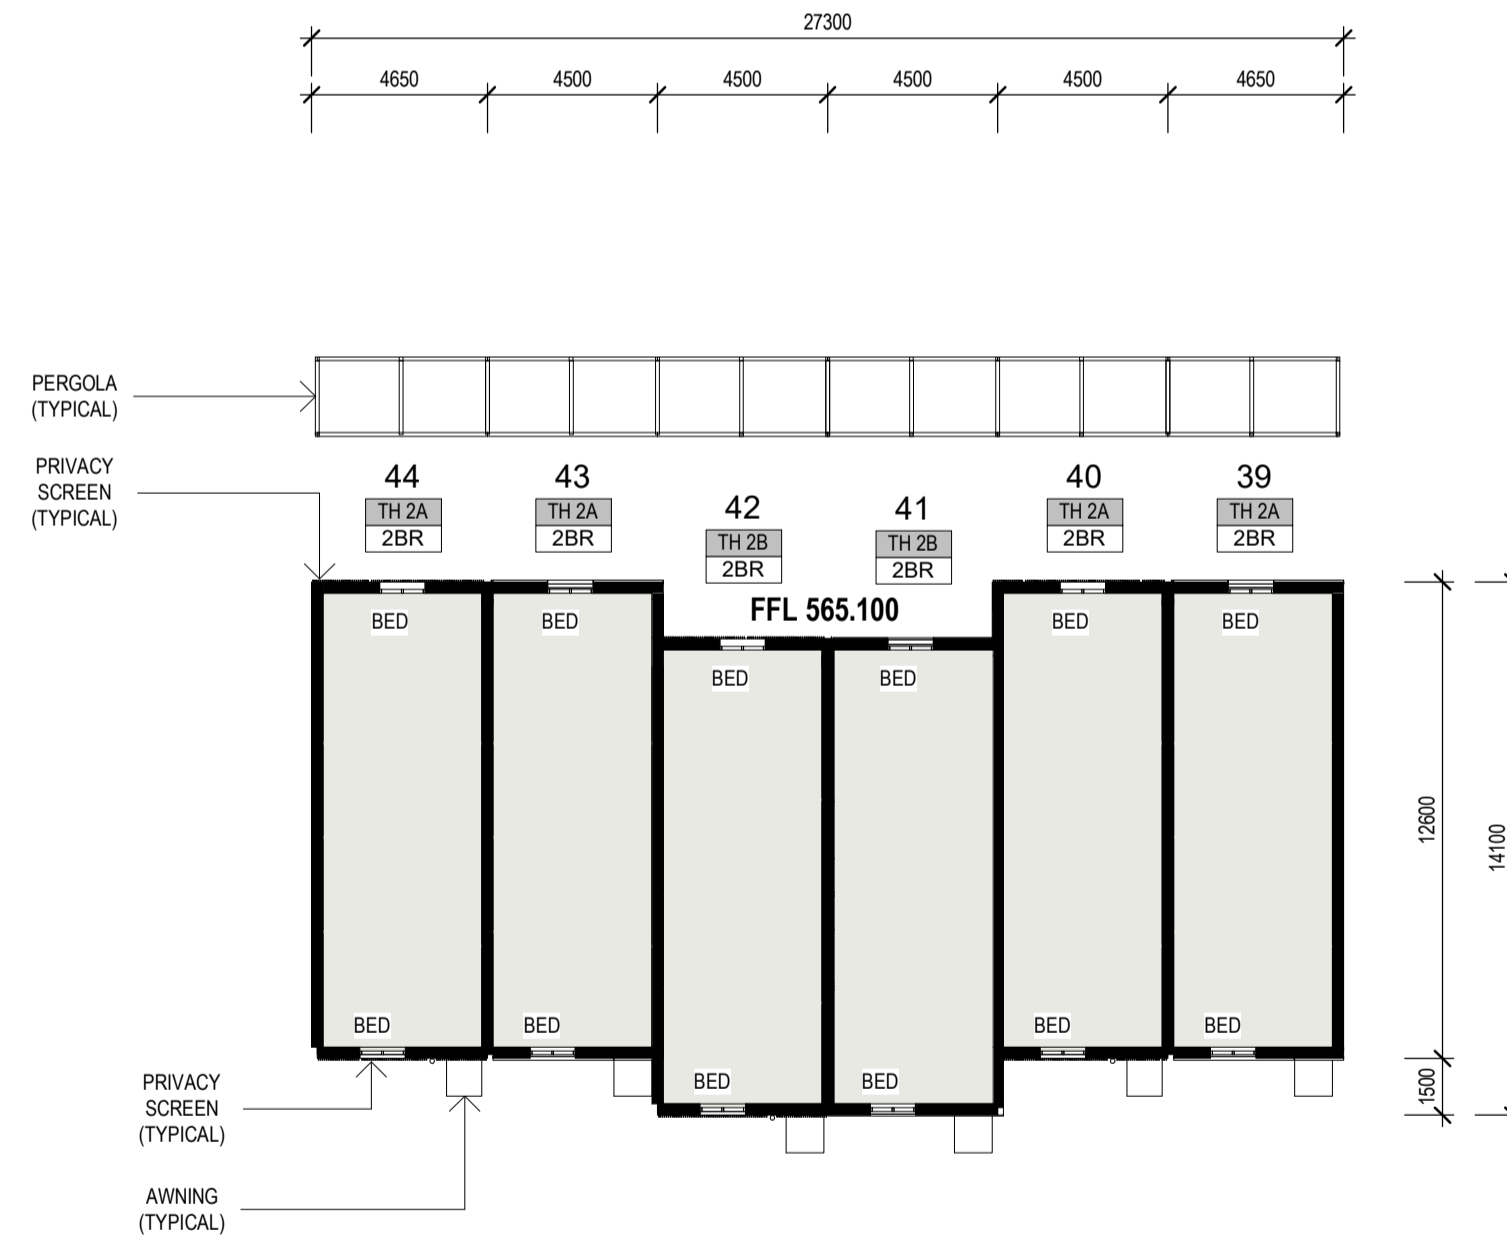 27300
4650
4500
4500
4500
4500
4650
PERGOLA
(TYPICAL)
PRIVACY
SCREEN
(TYPICAL)
44
TH 2A
2BR
43
TH 2A
2BR
42
TH 2B
2BR
41
TH 2B
2BR
40
TH 2A
2BR
39
TH 2A
2BR
FFL 565.100
BED
BED
BED
BED
BED
BED
12600
14100
BED
BED
BED
BED
BED
BED
1500
PRIVACY
SCREEN
(TYPICAL)
AWNING
(TYPICAL)